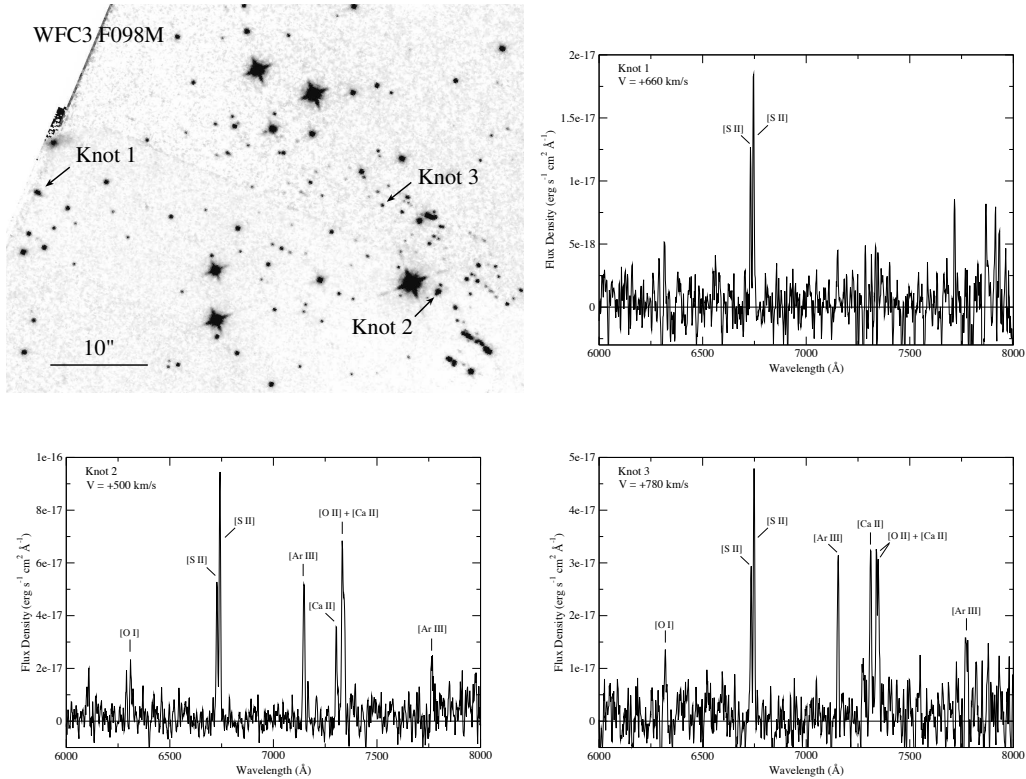 WFC3 F098M
Knot 1
Knot 3
Knot 2
10"
Knot 1
V = +660 km/s
[S II]
[S II]
2e-17
1.5e-17
1e-17
5e-18
0
Flux Density (erg s⁻¹ cm⁻² Å⁻¹)
6000 6500 7000 7500 8000
Wavelength (Å)
Knot 2
V = +500 km/s
[O I]
[S II]
[S II]
[Ar III]
[Ca II]
[O II] + [Ca II]
[Ar III]
1e-16
8e-17
6e-17
4e-17
2e-17
0
Flux Density (erg s⁻¹ cm² Å⁻¹)
6000 6500 7000 7500 8000
Wavelength (Å)
Knot 3
V = +780 km/s
[O I]
[S II]
[S II]
[Ar III]
[Ca II]
[O II] + [Ca II]
[Ar III]
5e-17
4e-17
3e-17
2e-17
1e-17
0
Flux Density (erg s⁻¹ cm² Å⁻¹)
6000 6500 7000 7500 8000
Wavelength (Å)